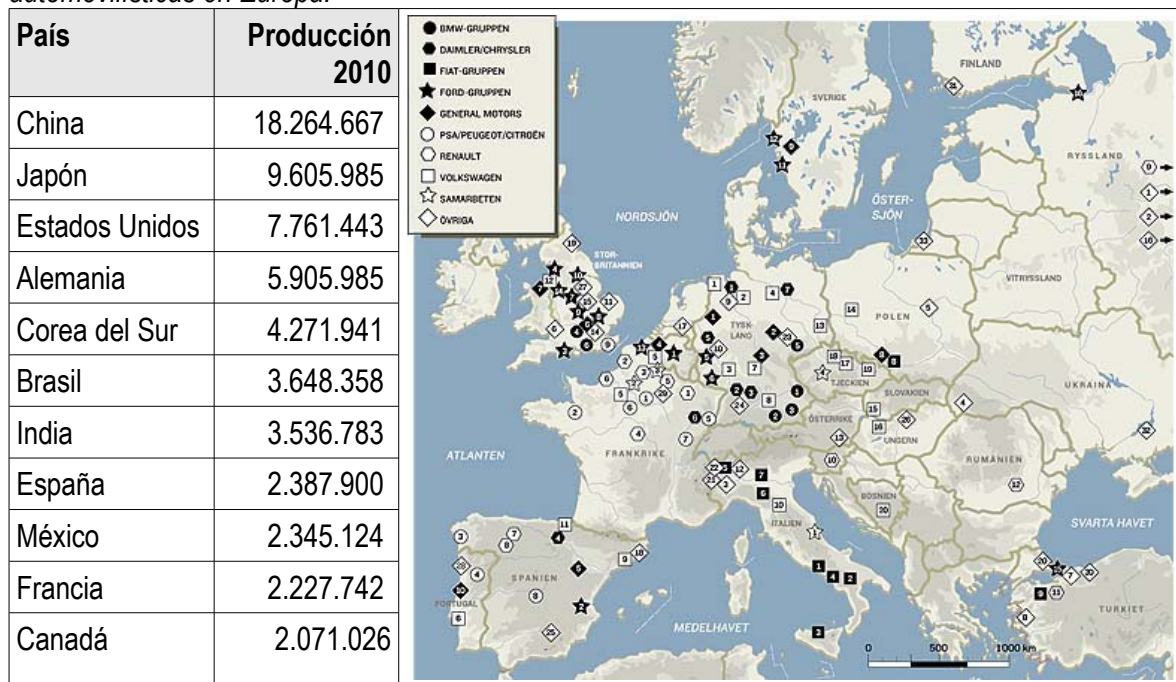 automovilísticas en Europa.
País Producción 2010
China 18.264.667
Japón 9.605.985
Estados Unidos 7.761.443
Alemania 5.905.985
Corea del Sur 4.271.941
Brasil 3.648.358
India 3.536.783
España 2.387.900
México 2.345.124
Francia 2.227.742
Canadá 2.071.026
BMW-GRUPPEN
DAIMLER/CHRYSLER
FIAT-GRUPPEN
FORD-GRUPPEN
GENERAL MOTORS
PSA/PEUGEOT/CITROËN
RENAULT
VOLKSWAGEN
SAMARBETEN
ÖVRIGA
FINLAND
SVERIGE
RYSSLAND
ÖSTER-
SJÖN
NORDSJÖN
STOR-
BRITANNIEN
VITRYSSLAND
POLEN
TYSK-
LAND
TJECKIEN
SLOVAKIEN
UKRAINA
ÖSTERRIKE
UNGERN
ATLANTEN
FRANKRIKE
RUMÄNIEN
BOSNIEN
ITALIEN
SVARTA HAVET
SPANIEN
PORTUGAL
MEDELHAVET
TURKIET
0 500 1000 km